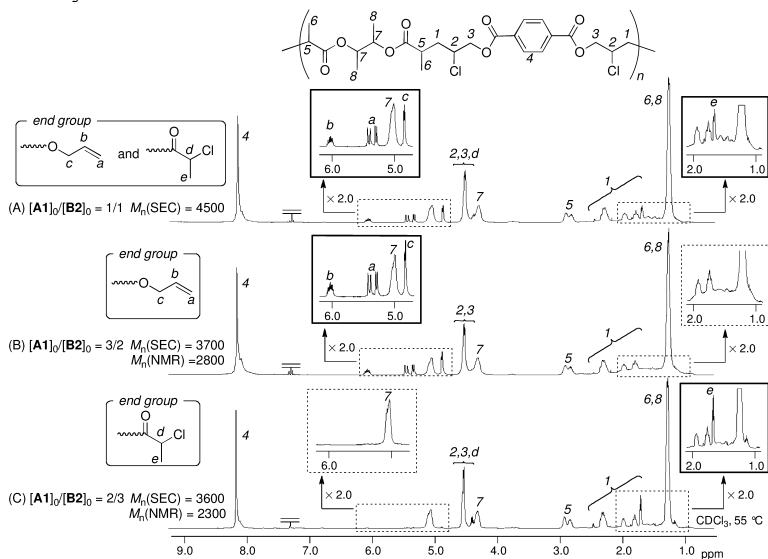 6
8
O
7
O
1
3
O
O
3
1
5
O
7
O
5
2
O
O
2
O
8
6
Cl
4
Cl
n
end group
O
b
O
and
d
Cl
c
a
e
(A) [A1]0/[B2]0 = 1/1 Mn(SEC) = 4500
4
b
a
7
c
6.0
5.0
× 2.0
2,3,d
7
5
1
6,8
e
2.0
1.0
× 2.0
end group
b
O
c
a
(B) [A1]0/[B2]0 = 3/2 Mn(SEC) = 3700
Mn(NMR) =2800
4
b
a
7
c
6.0
5.0
× 2.0
2,3
7
5
1
6,8
2.0
1.0
× 2.0
end group
O
d
Cl
e
(C) [A1]0/[B2]0 = 2/3 Mn(SEC) = 3600
Mn(NMR) = 2300
4
7
6.0
× 2.0
2,3,d
7
5
1
6,8
e
2.0
1.0
× 2.0
CDCl3, 55 °C
9.0 8.0 7.0 6.0 5.0 4.0 3.0 2.0 1.0 ppm